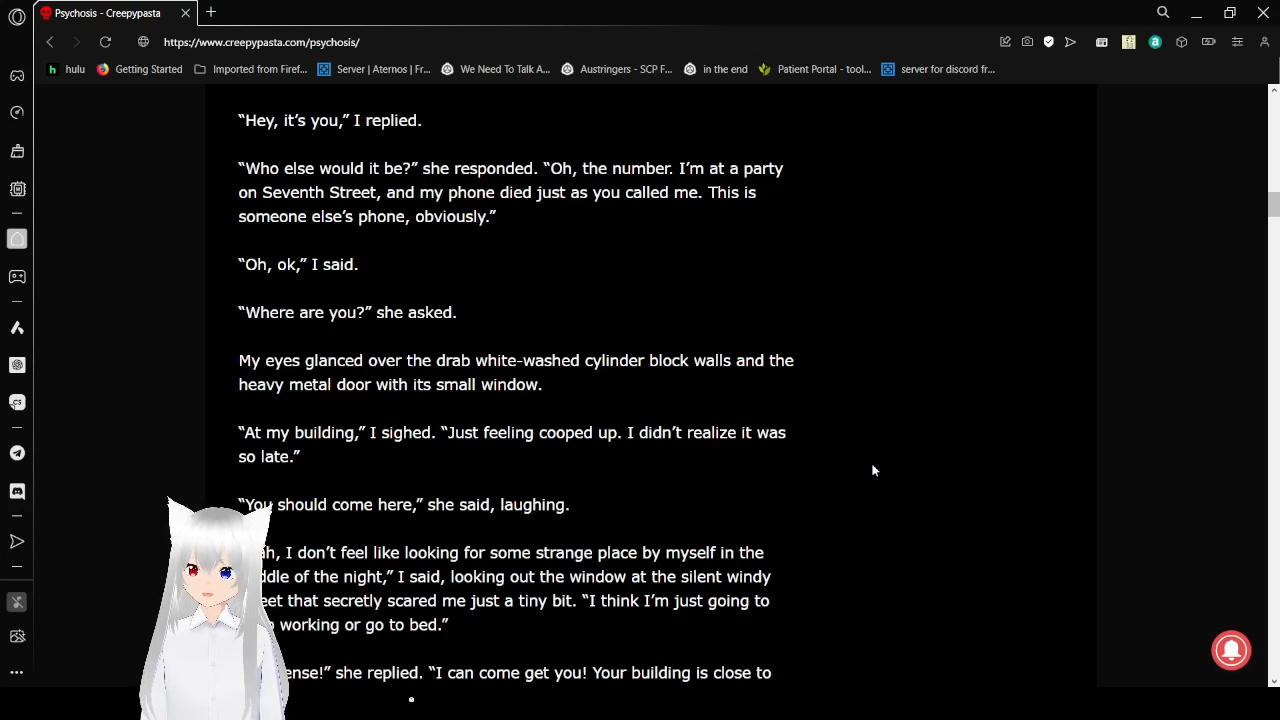 Psychosis - Creepypasta
https://www.creepypasta.com/psychosis/
hulu
Getting Started
Imported from Firef...
Server | Aternos | Fr...
We Need To Talk A...
Austringers - SCP F...
in the end
Patient Portal - tool...
server for discord fr...
“Hey, it’s you,” I replied.
“Who else would it be?” she responded. “Oh, the number. I’m at a party
on Seventh Street, and my phone died just as you called me. This is
someone else’s phone, obviously.”
“Oh, ok,” I said.
“Where are you?” she asked.
My eyes glanced over the drab white-washed cylinder block walls and the
heavy metal door with its small window.
“At my building,” I sighed. “Just feeling cooped up. I didn’t realize it was
so late.”
“You should come here,” she said, laughing.
I don’t feel like looking for some strange place by myself in the
of the night,” I said, looking out the window at the silent windy
that secretly scared me just a tiny bit. “I think I’m just going to
working or go to bed.”
she replied. “I can come get you! Your building is close to